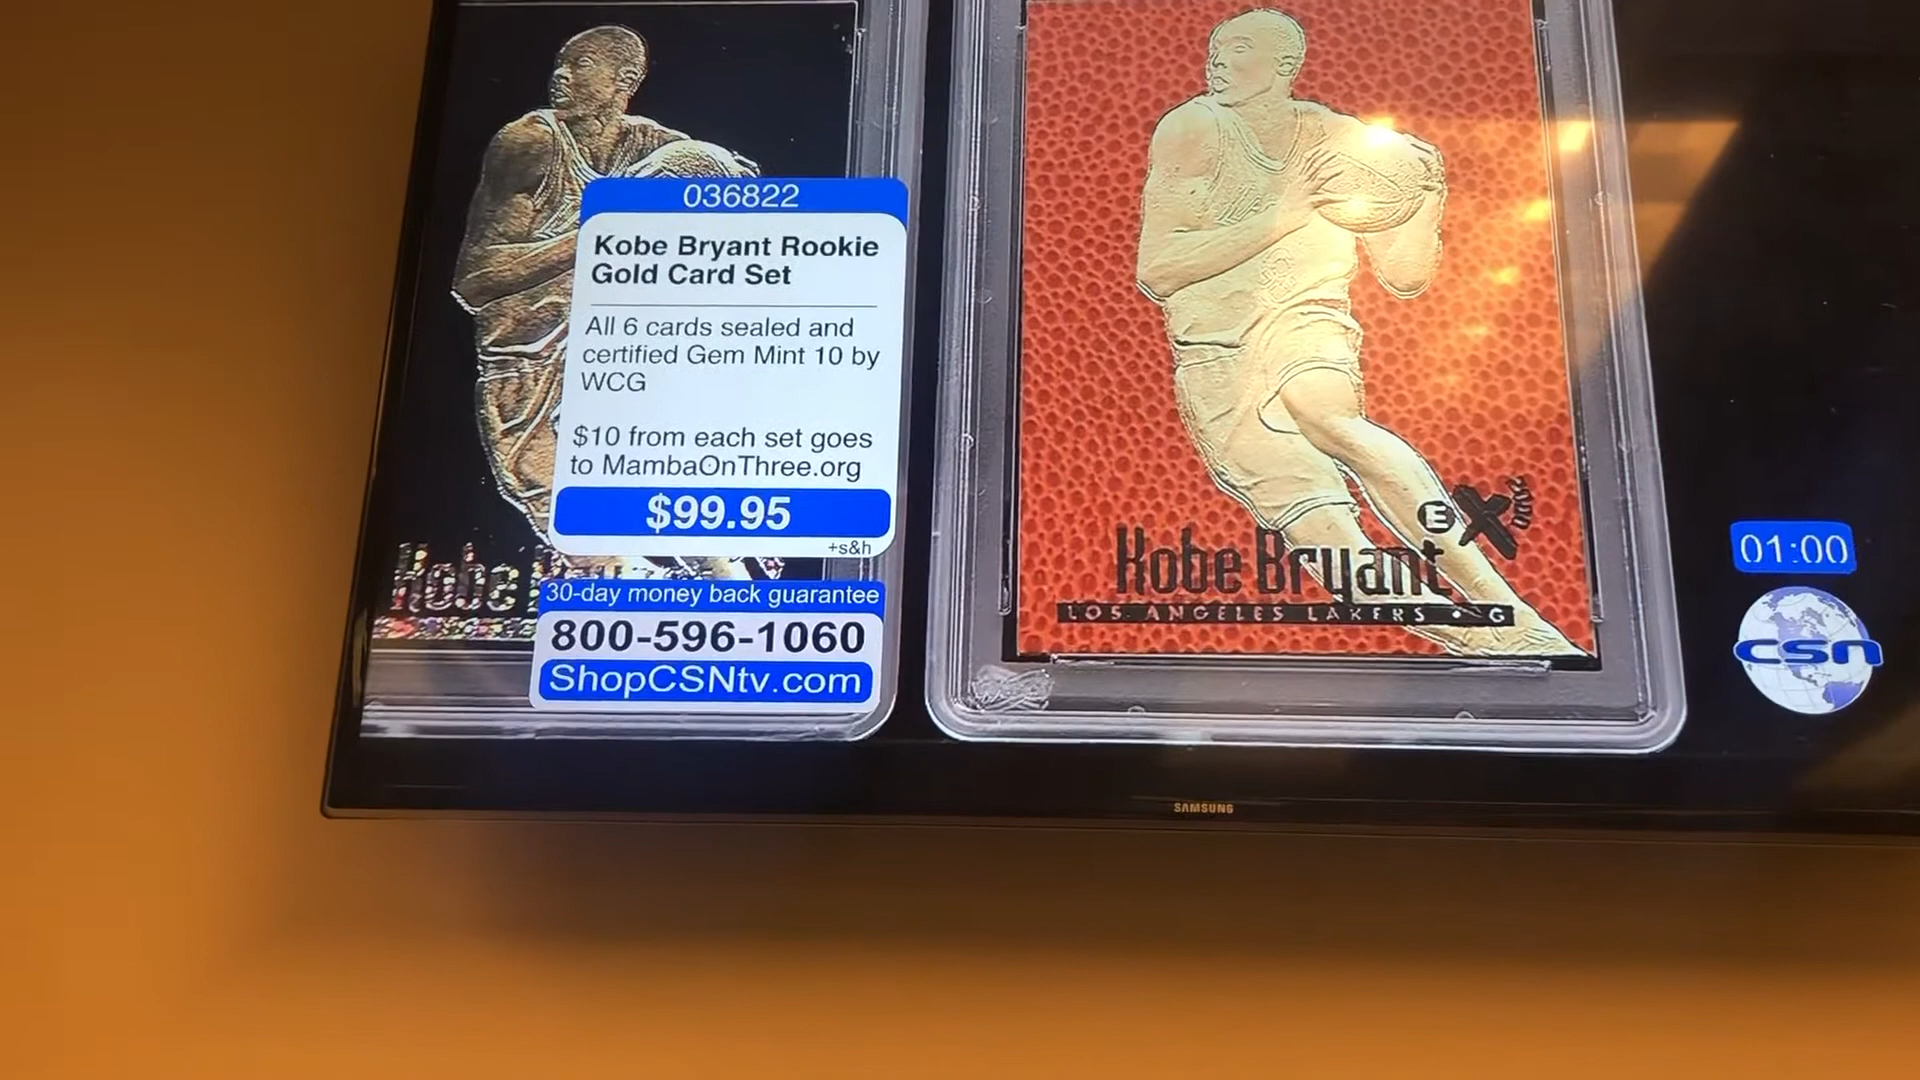 036822
Kobe Bryant Rookie
Gold Card Set
All 6 cards sealed and
certified Gem Mint 10 by
WCG
$10 from each set goes
to MambaOnThree.org
$99.95
+s&h
30-day money back guarantee
800-596-1060
ShopCSNtv.com
Kobe
E X
2000
Kobe Bryant
LOS ANGELES LAKERS • G
01:00
csn
SAMSUNG